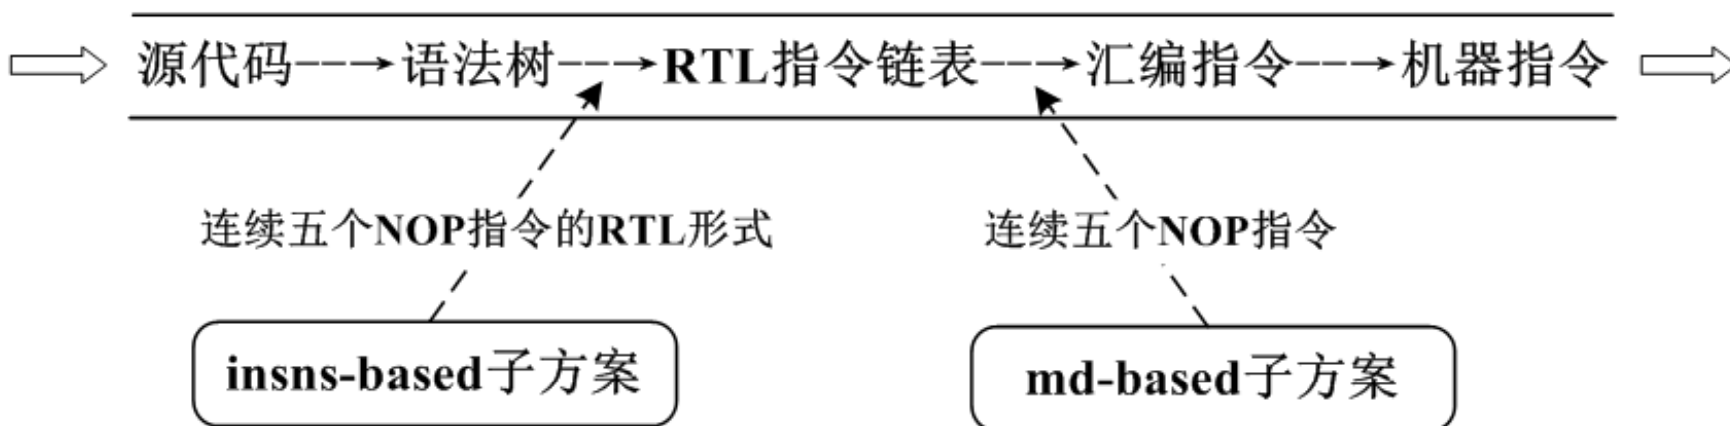 源代码--→语法树--→RTL指令链表--→汇编指令--→机器指令
连续五个NOP指令的RTL形式
连续五个NOP指令
insns-based子方案
md-based子方案